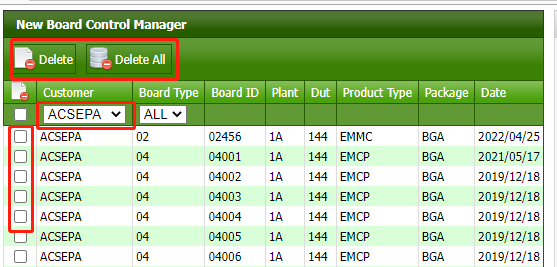 New Board Control Manager
Delete Delete All
Customer Board Type Board ID Plant Dut Product Type Package Date
ACSEPA ALL
ACSEPA 02 02456 1A 144 EMMC BGA 2022/04/25
ACSEPA 04 04001 1A 144 EMCP BGA 2021/05/17
ACSEPA 04 04002 1A 144 EMCP BGA 2019/12/18
ACSEPA 04 04003 1A 144 EMCP BGA 2019/12/18
ACSEPA 04 04004 1A 144 EMCP BGA 2019/12/18
ACSEPA 04 04005 1A 144 EMCP BGA 2019/12/18
ACSEPA 04 04006 1A 144 EMCP BGA 2019/12/18